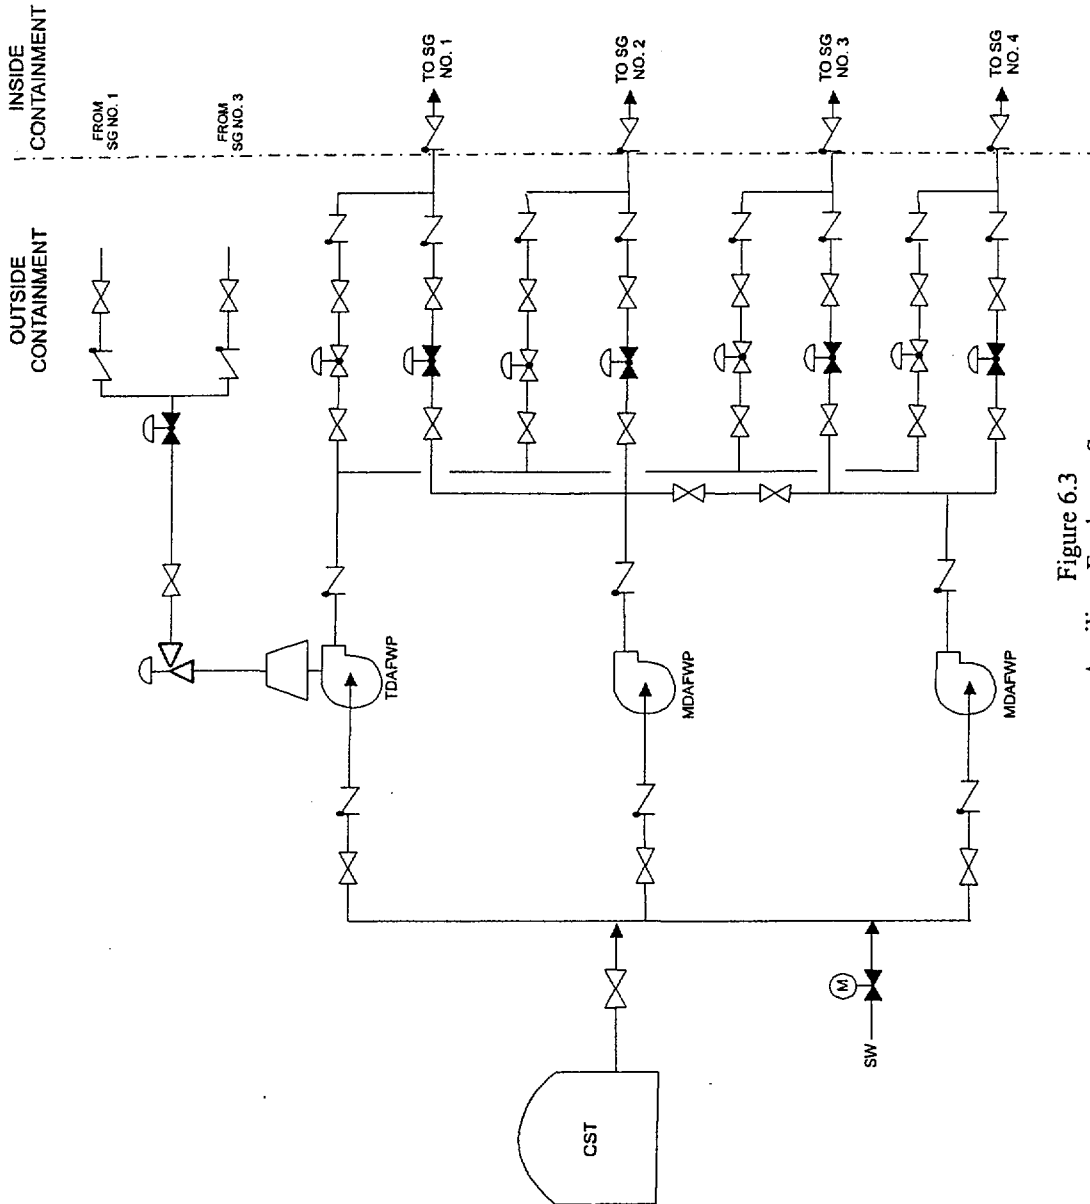 INSIDE
CONTAINMENT
OUTSIDE
CONTAINMENT
FROM
SG NO. 1
FROM
SG NO. 3
TO SG
NO. 1
TO SG
NO. 2
TO SG
NO. 3
TO SG
NO. 4
TDAFWP
MDAFWP
MDAFWP
M
SW
CST
Figure 6.3